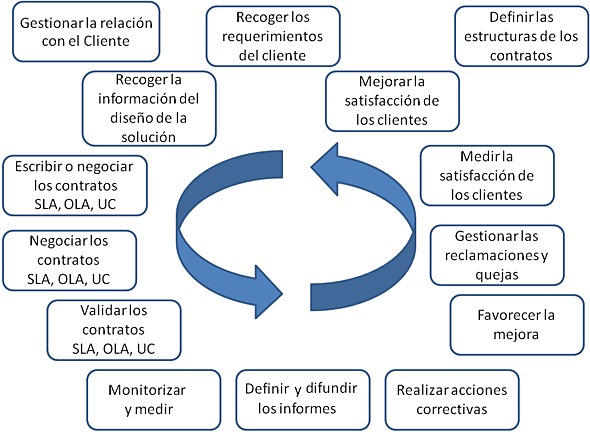 Gestionar la relación
con el Cliente
Recoger los
requerimientos
del cliente
Definir las
estructuras de los
contratos
Recoger la
información del
diseño de la
solución
Mejorar la
satisfacción de
los clientes
Escribir o negociar
los contratos
SLA, OLA, UC
Medir la
satisfacción de
los clientes
Negociar los
contratos
SLA, OLA, UC
Gestionar las
reclamaciones y
quejas
Validar los
contratos
SLA, OLA, UC
Favorecer la
mejora
Monitorizar
y medir
Definir y difundir
los informes
Realizar acciones
correctivas